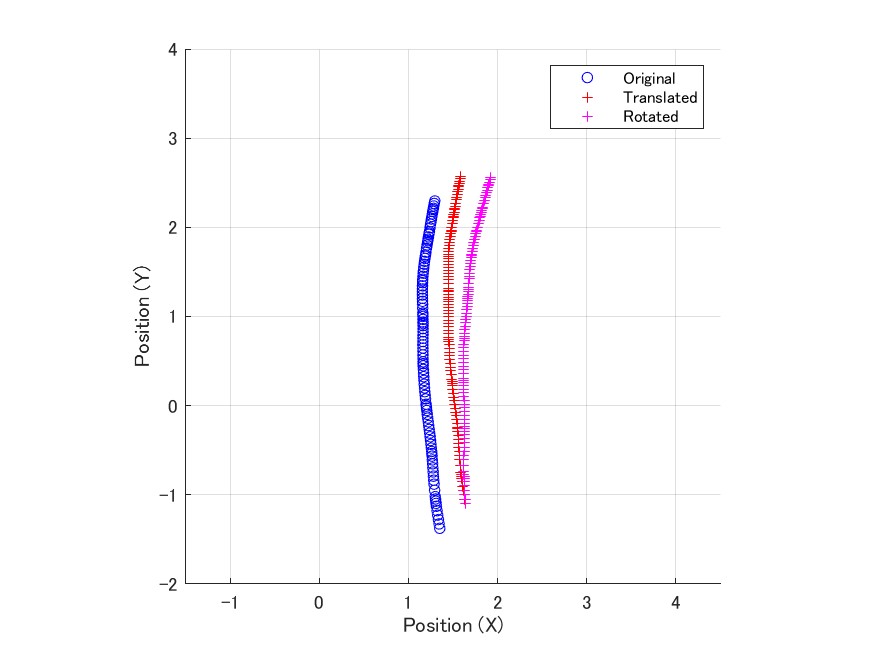 4
3
2
1
0
−1
−2
−1
0
1
2
3
4
Position (Y)
Position (X)
Original
Translated
Rotated